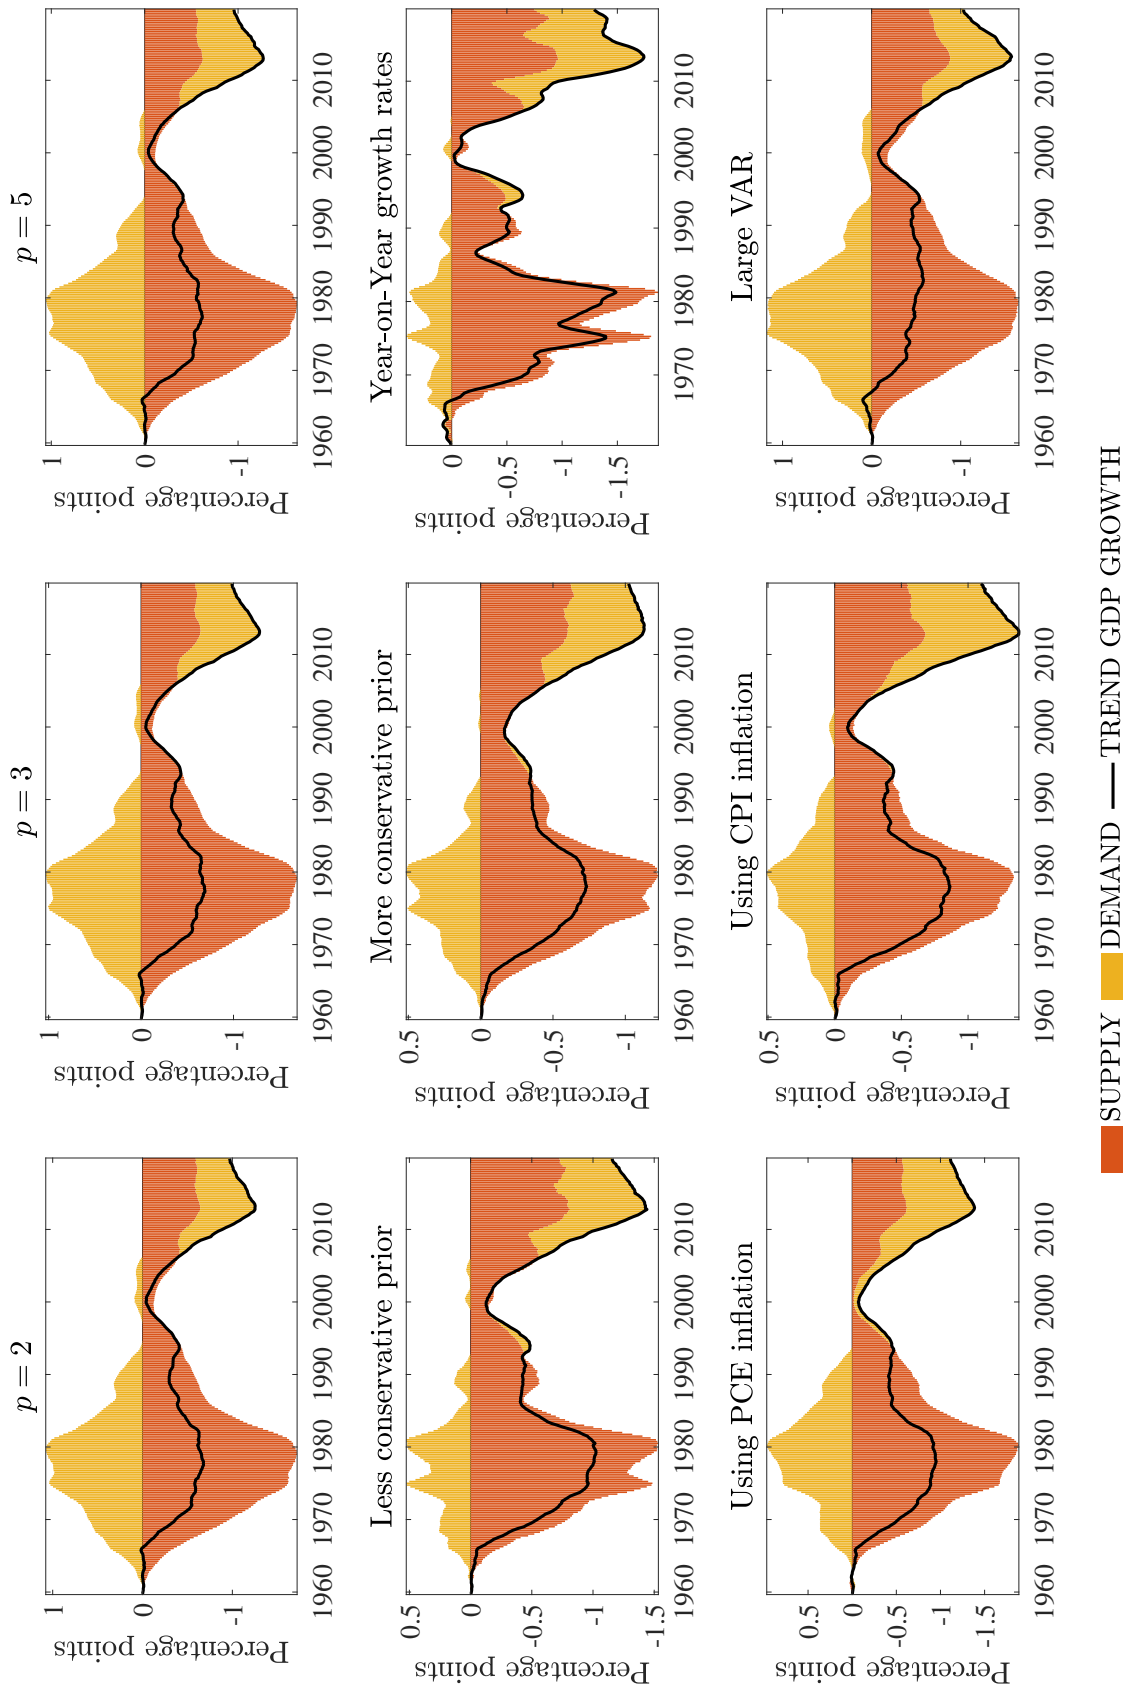 p = 2
Percentage points
1
0
-1
1960 1970 1980 1990 2000 2010
p = 3
Percentage points
1
0
-1
1960 1970 1980 1990 2000 2010
p = 5
Percentage points
1
0
-1
1960 1970 1980 1990 2000 2010
Less conservative prior
Percentage points
0.5
0
-0.5
-1
-1.5
1960 1970 1980 1990 2000 2010
More conservative prior
Percentage points
0.5
0
-0.5
-1
1960 1970 1980 1990 2000 2010
Year-on-Year growth rates
Percentage points
0
-0.5
-1
-1.5
1970 1980 1990 2000 2010
Using PCE inflation
Percentage points
0.5
0
-0.5
-1
-1.5
1960 1970 1980 1990 2000 2010
Using CPI inflation
Percentage points
0.5
0
-0.5
-1
1960 1970 1980 1990 2000 2010
Large VAR
Percentage points
1
0
-1
1960 1970 1980 1990 2000 2010
SUPPLY DEMAND TREND GDP GROWTH